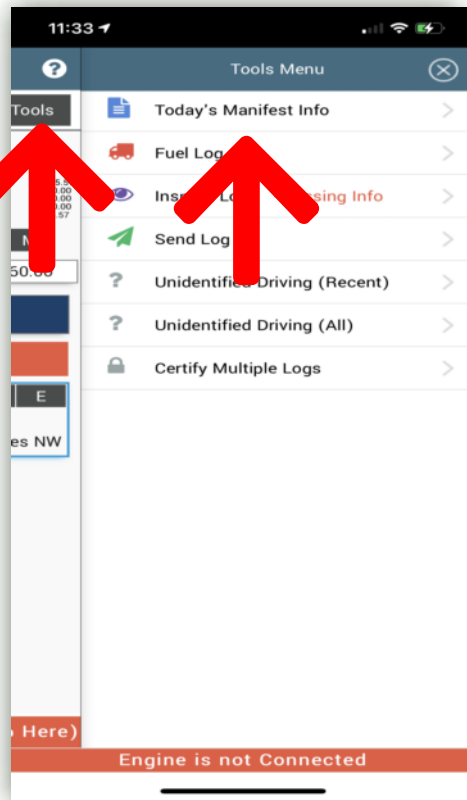 11:33
?
Tools Menu
Tools
Today's Manifest Info
Fuel Log
sing Info
Send Log
50.00
?
Unidentified Driving (Recent)
?
Unidentified Driving (All)
Certify Multiple Logs
E
es NW
Here)
Engine is not Connected